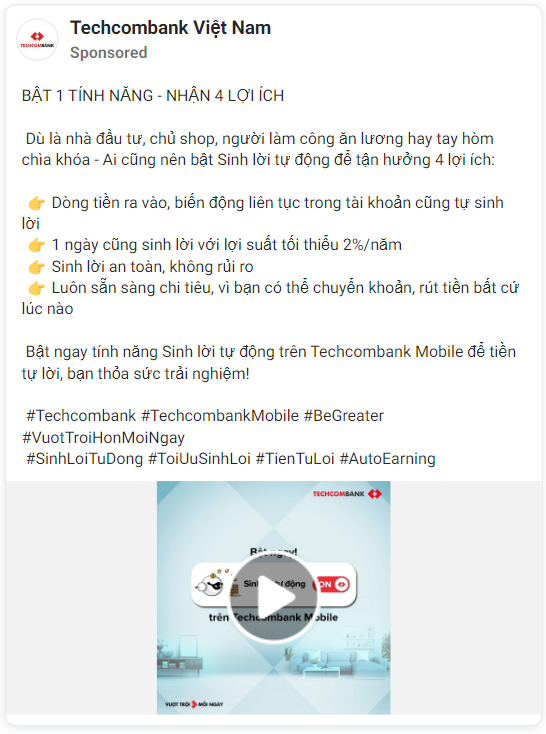 TECHCOMBANK
Techcombank Việt Nam
Sponsored
BẬT 1 TÍNH NĂNG - NHẬN 4 LỢI ÍCH
Dù là nhà đầu tư, chủ shop, người làm công ăn lương hay tay hòm
chìa khóa - Ai cũng nên bật Sinh lời tự động để tận hưởng 4 lợi ích:
👉 Dòng tiền ra vào, biến động liên tục trong tài khoản cũng tự sinh
lời
👉 1 ngày cũng sinh lời với lợi suất tối thiểu 2%/năm
👉 Sinh lời an toàn, không rủi ro
👉 Luôn sẵn sàng chi tiêu, vì bạn có thể chuyển khoản, rút tiền bất cứ
lúc nào
Bật ngay tính năng Sinh lời tự động trên Techcombank Mobile để tiền
tự lời, bạn thỏa sức trải nghiệm!
#Techcombank #TechcombankMobile #BeGreater
#VuotTroiHonMoiNgay
#SinhLoiTuDong #ToiUuSinhLoi #TienTuLoi #AutoEarning
TECHCOMBANK
Bật ngay!
Sinh tự động ON
trên Techcombank Mobile
VƯỢT TRỘI MỖI NGÀY